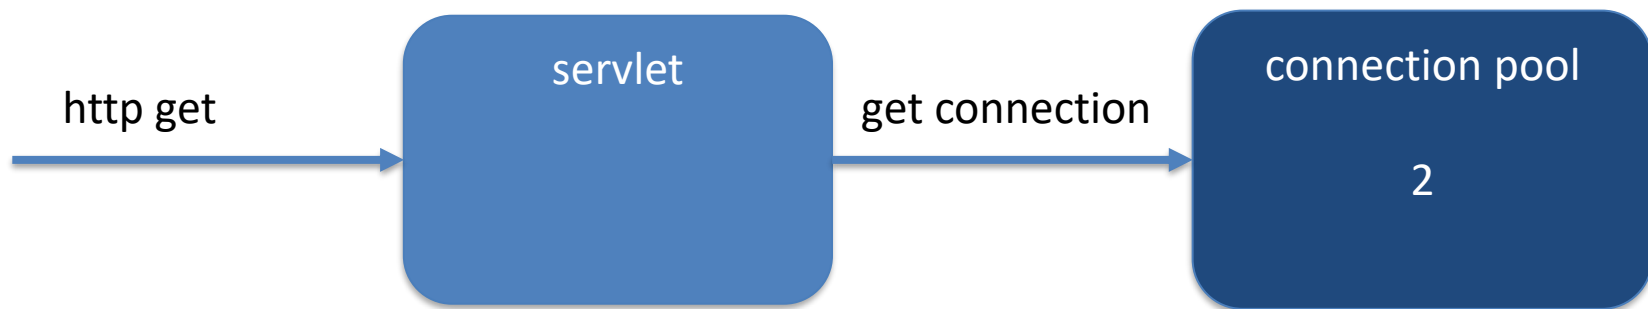 http get
servlet
get connection
connection pool
2